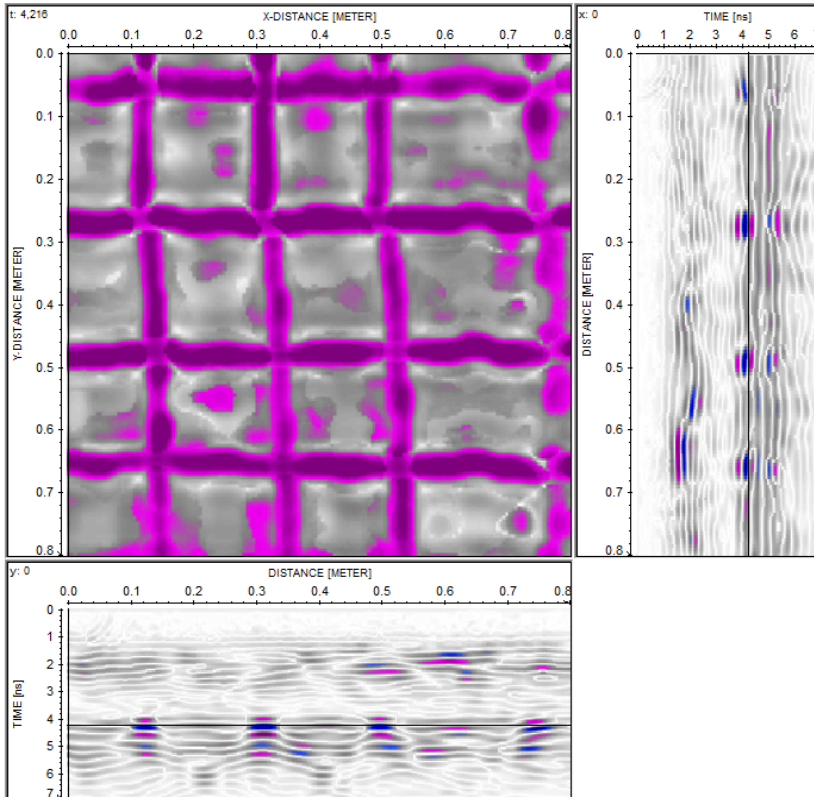 t: 4,216
X-DISTANCE [METER]
0.0 0.1 0.2 0.3 0.4 0.5 0.6 0.7 0.8
Y-DISTANCE [METER]
0.0
0.1
0.2
0.3
0.4
0.5
0.6
0.7
0.8
x: 0
TIME [ns]
0 1 2 3 4 5 6
DISTANCE [METER]
0.0
0.1
0.2
0.3
0.4
0.5
0.6
0.7
0.8
y: 0
DISTANCE [METER]
0.0 0.1 0.2 0.3 0.4 0.5 0.6 0.7 0.8
TIME [ns]
0
1
2
3
4
5
6
7